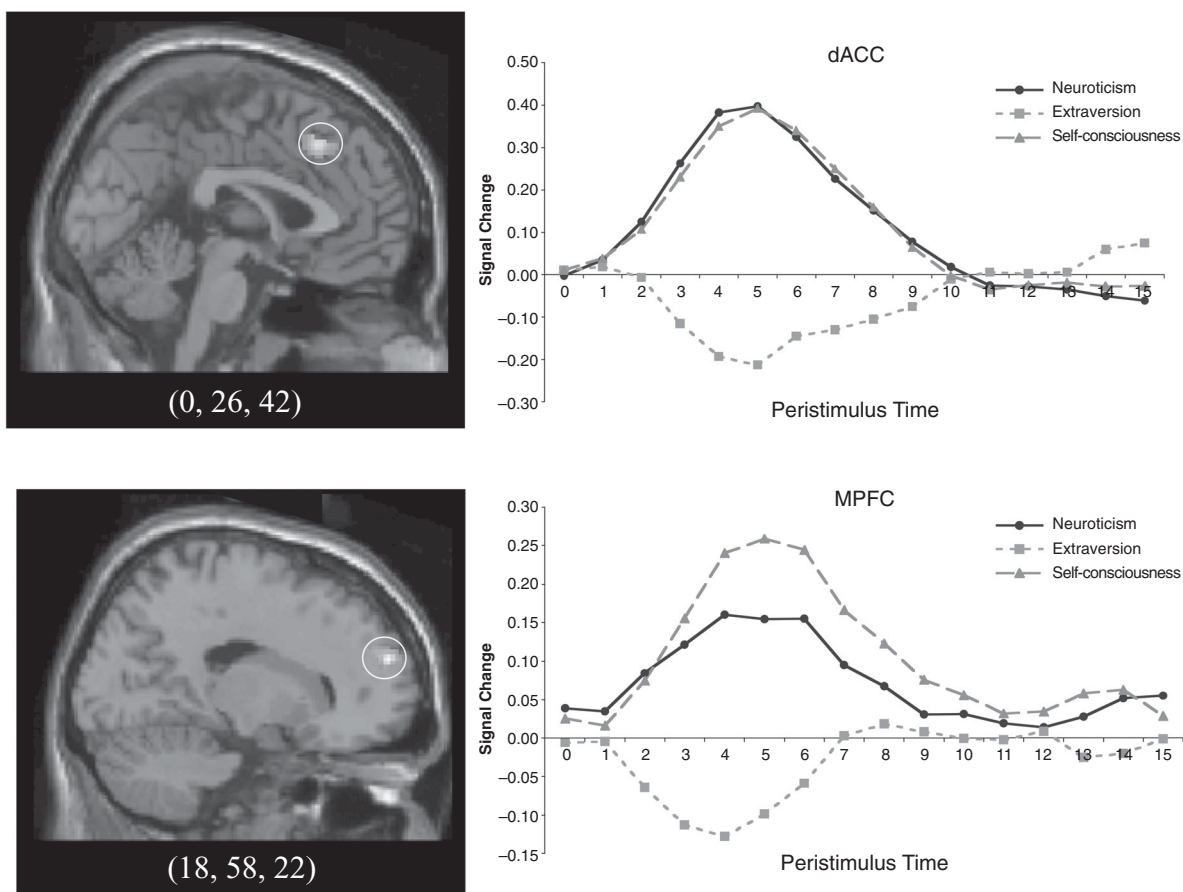 dACC
0.50
0.40
0.30
0.20
0.10
0.00
–0.10
–0.20
–0.30
Signal Change
0 1 2 3 4 5 6 7 8 9 10 11 12 13 14 15
Peristimulus Time
Neuroticism
Extraversion
Self-consciousness
(0, 26, 42)
MPFC
0.30
0.25
0.20
0.15
0.10
0.05
0.00
–0.05
–0.10
–0.15
Signal Change
0 1 2 3 4 5 6 7 8 9 10 11 12 13 14 15
Peristimulus Time
Neuroticism
Extraversion
Self-consciousness
(18, 58, 22)